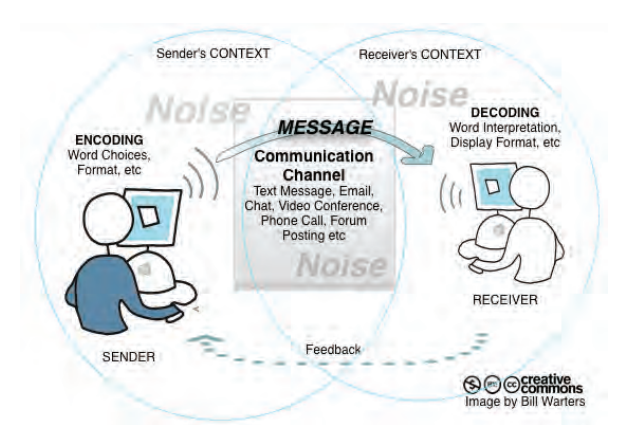 Sender's CONTEXT
Receiver's CONTEXT
Noise
Noise
ENCODING
Word Choices,
Format, etc
MESSAGE
Communication
Channel
Text Message, Email,
Chat, Video Conference,
Phone Call, Forum
Posting etc
Noise
DECODING
Word Interpretation,
Display Format, etc
SENDER
RECEIVER
Feedback
cc creative
commons
Image by Bill Warters